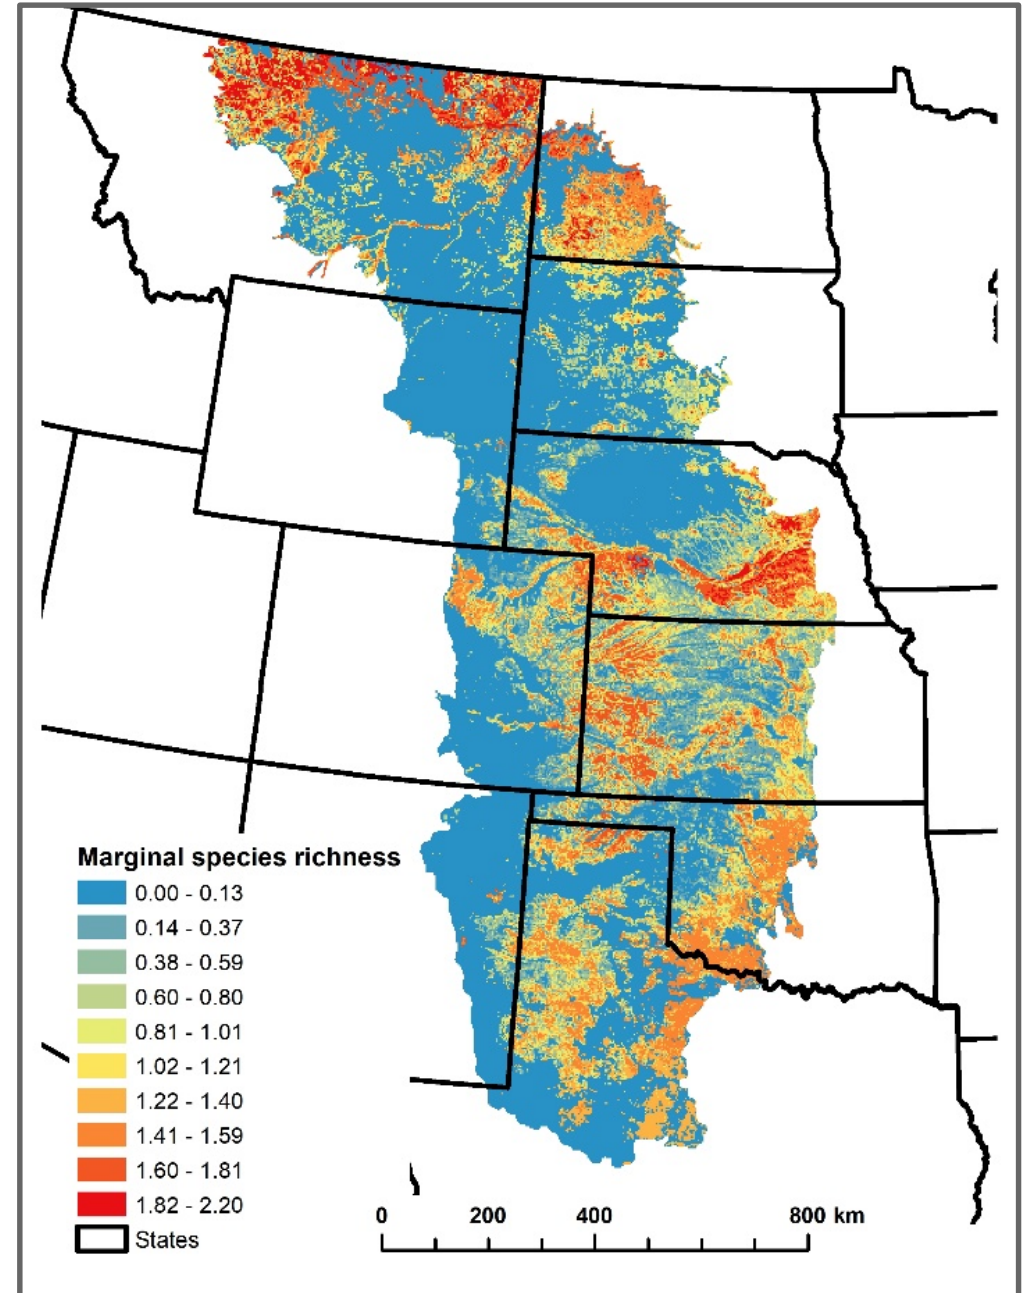 Marginal species richness
0.00 - 0.13
0.14 - 0.37
0.38 - 0.59
0.60 - 0.80
0.81 - 1.01
1.02 - 1.21
1.22 - 1.40
1.41 - 1.59
1.60 - 1.81
1.82 - 2.20
States
0 200 400 800 km